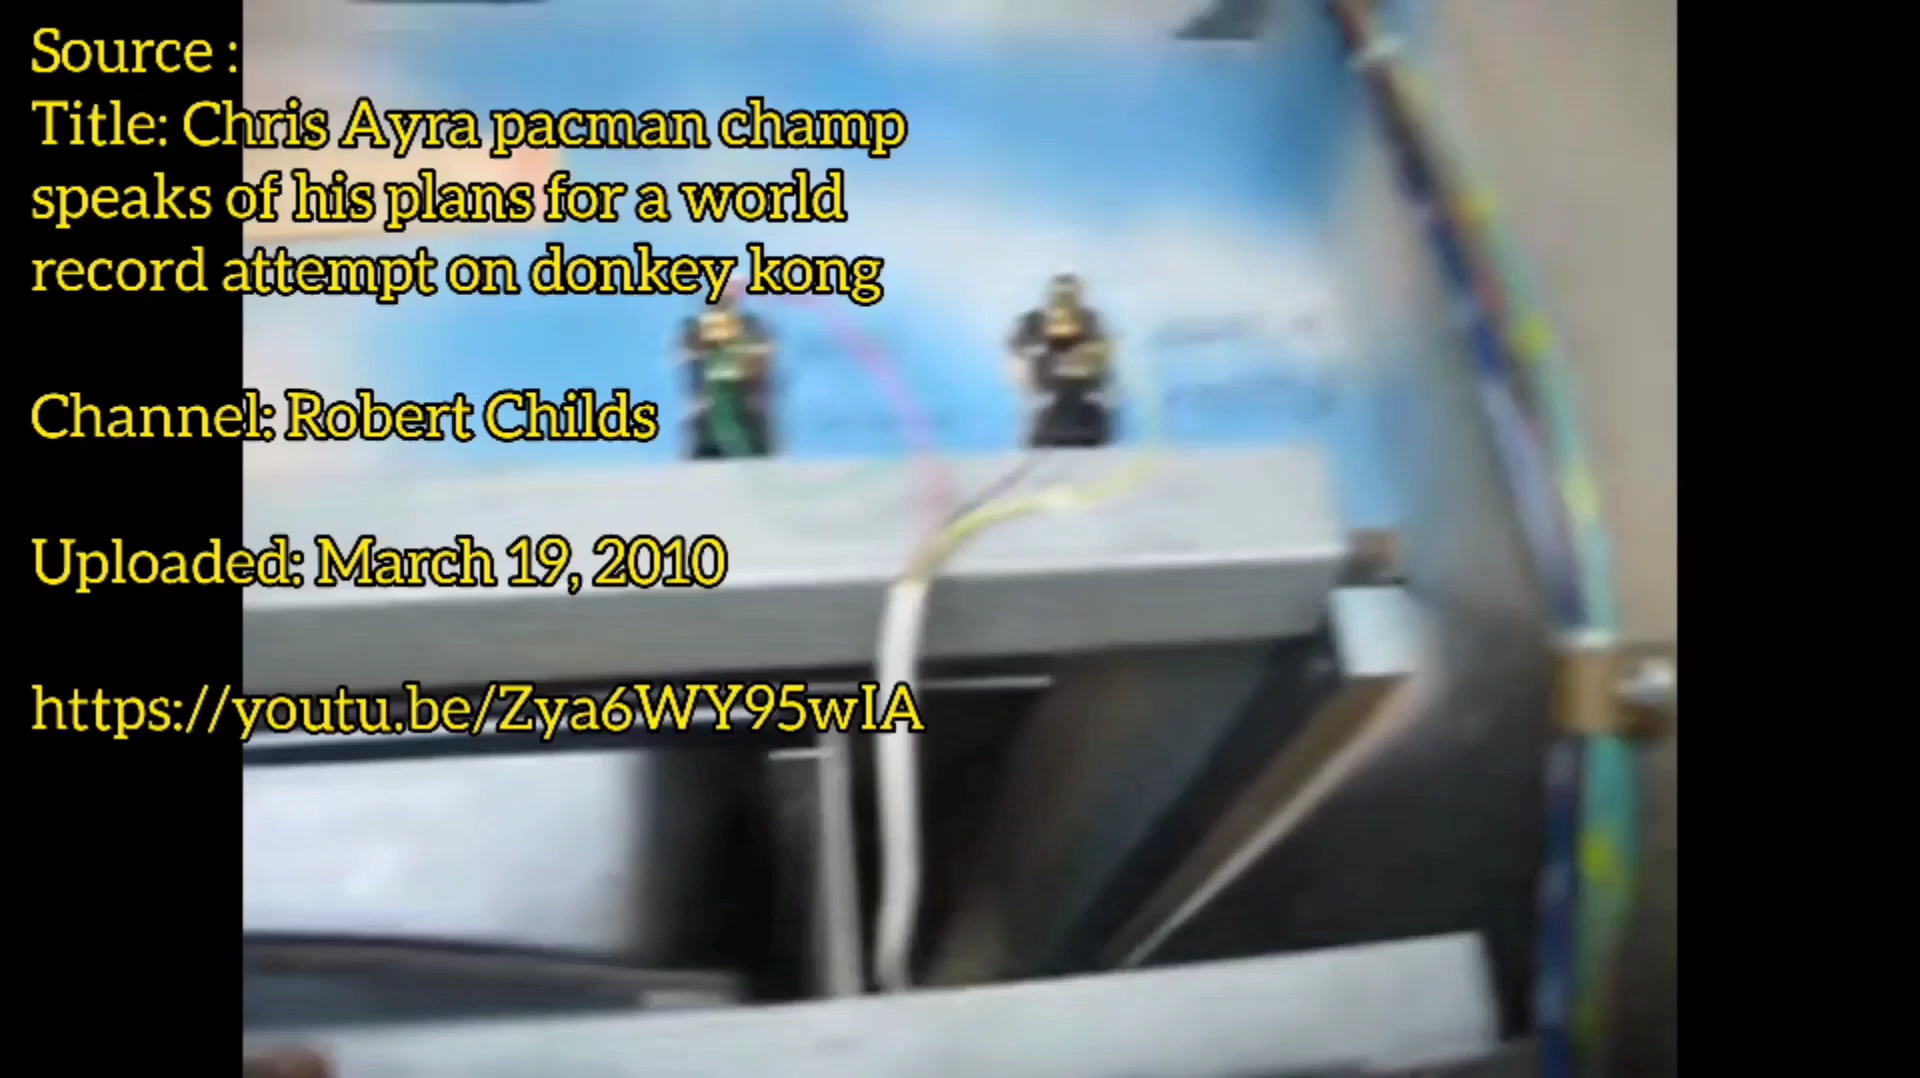 Source :
Title: Chris Ayra pacman champ
speaks of his plans for a world
record attempt on donkey kong
Channel: Robert Childs
Uploaded: March 19, 2010
https://youtu.be/Zya6WY95wIA